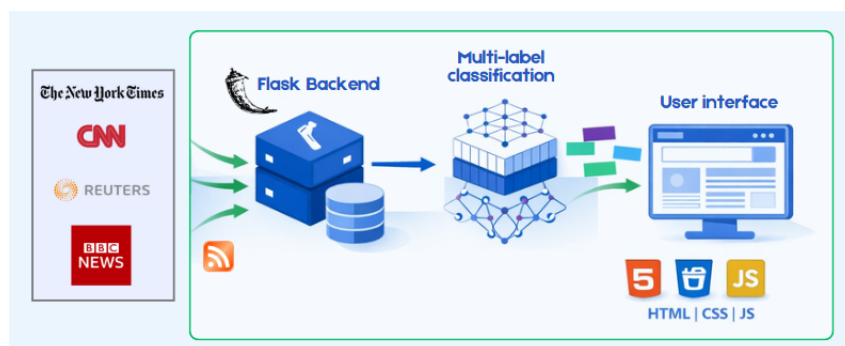 The New York Times
CNN
REUTERS
BBC
NEWS
Flask Backend
Multi-label
classification
User interface
5
JS
HTML | CSS | JS